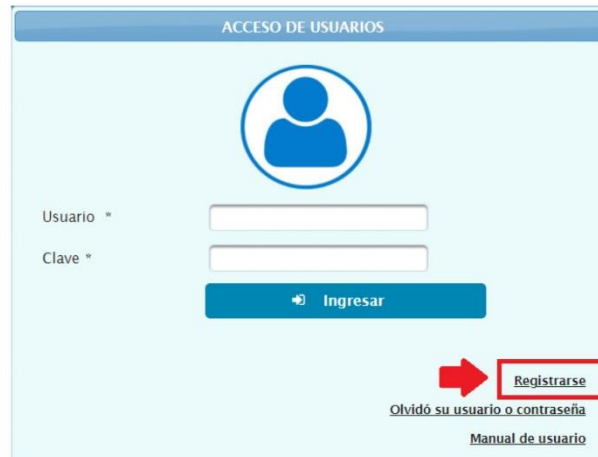 ACCESO DE USUARIOS
Usuario *
Clave *
Ingresar
Registrarse
Olvidó su usuario o contraseña
Manual de usuario